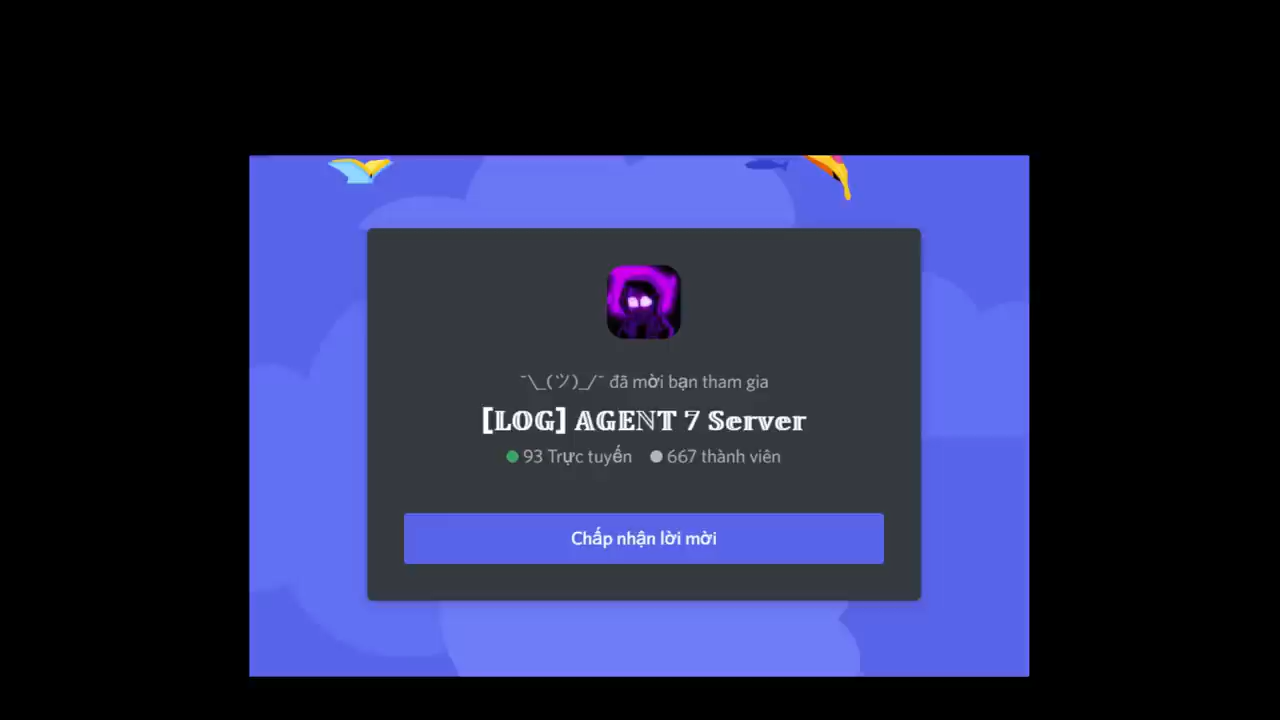 ¯\_(ツ)_/¯ đã mời bạn tham gia
[LOG] AGENT 7 Server
93 Trực tuyến 667 thành viên
Chấp nhận lời mời